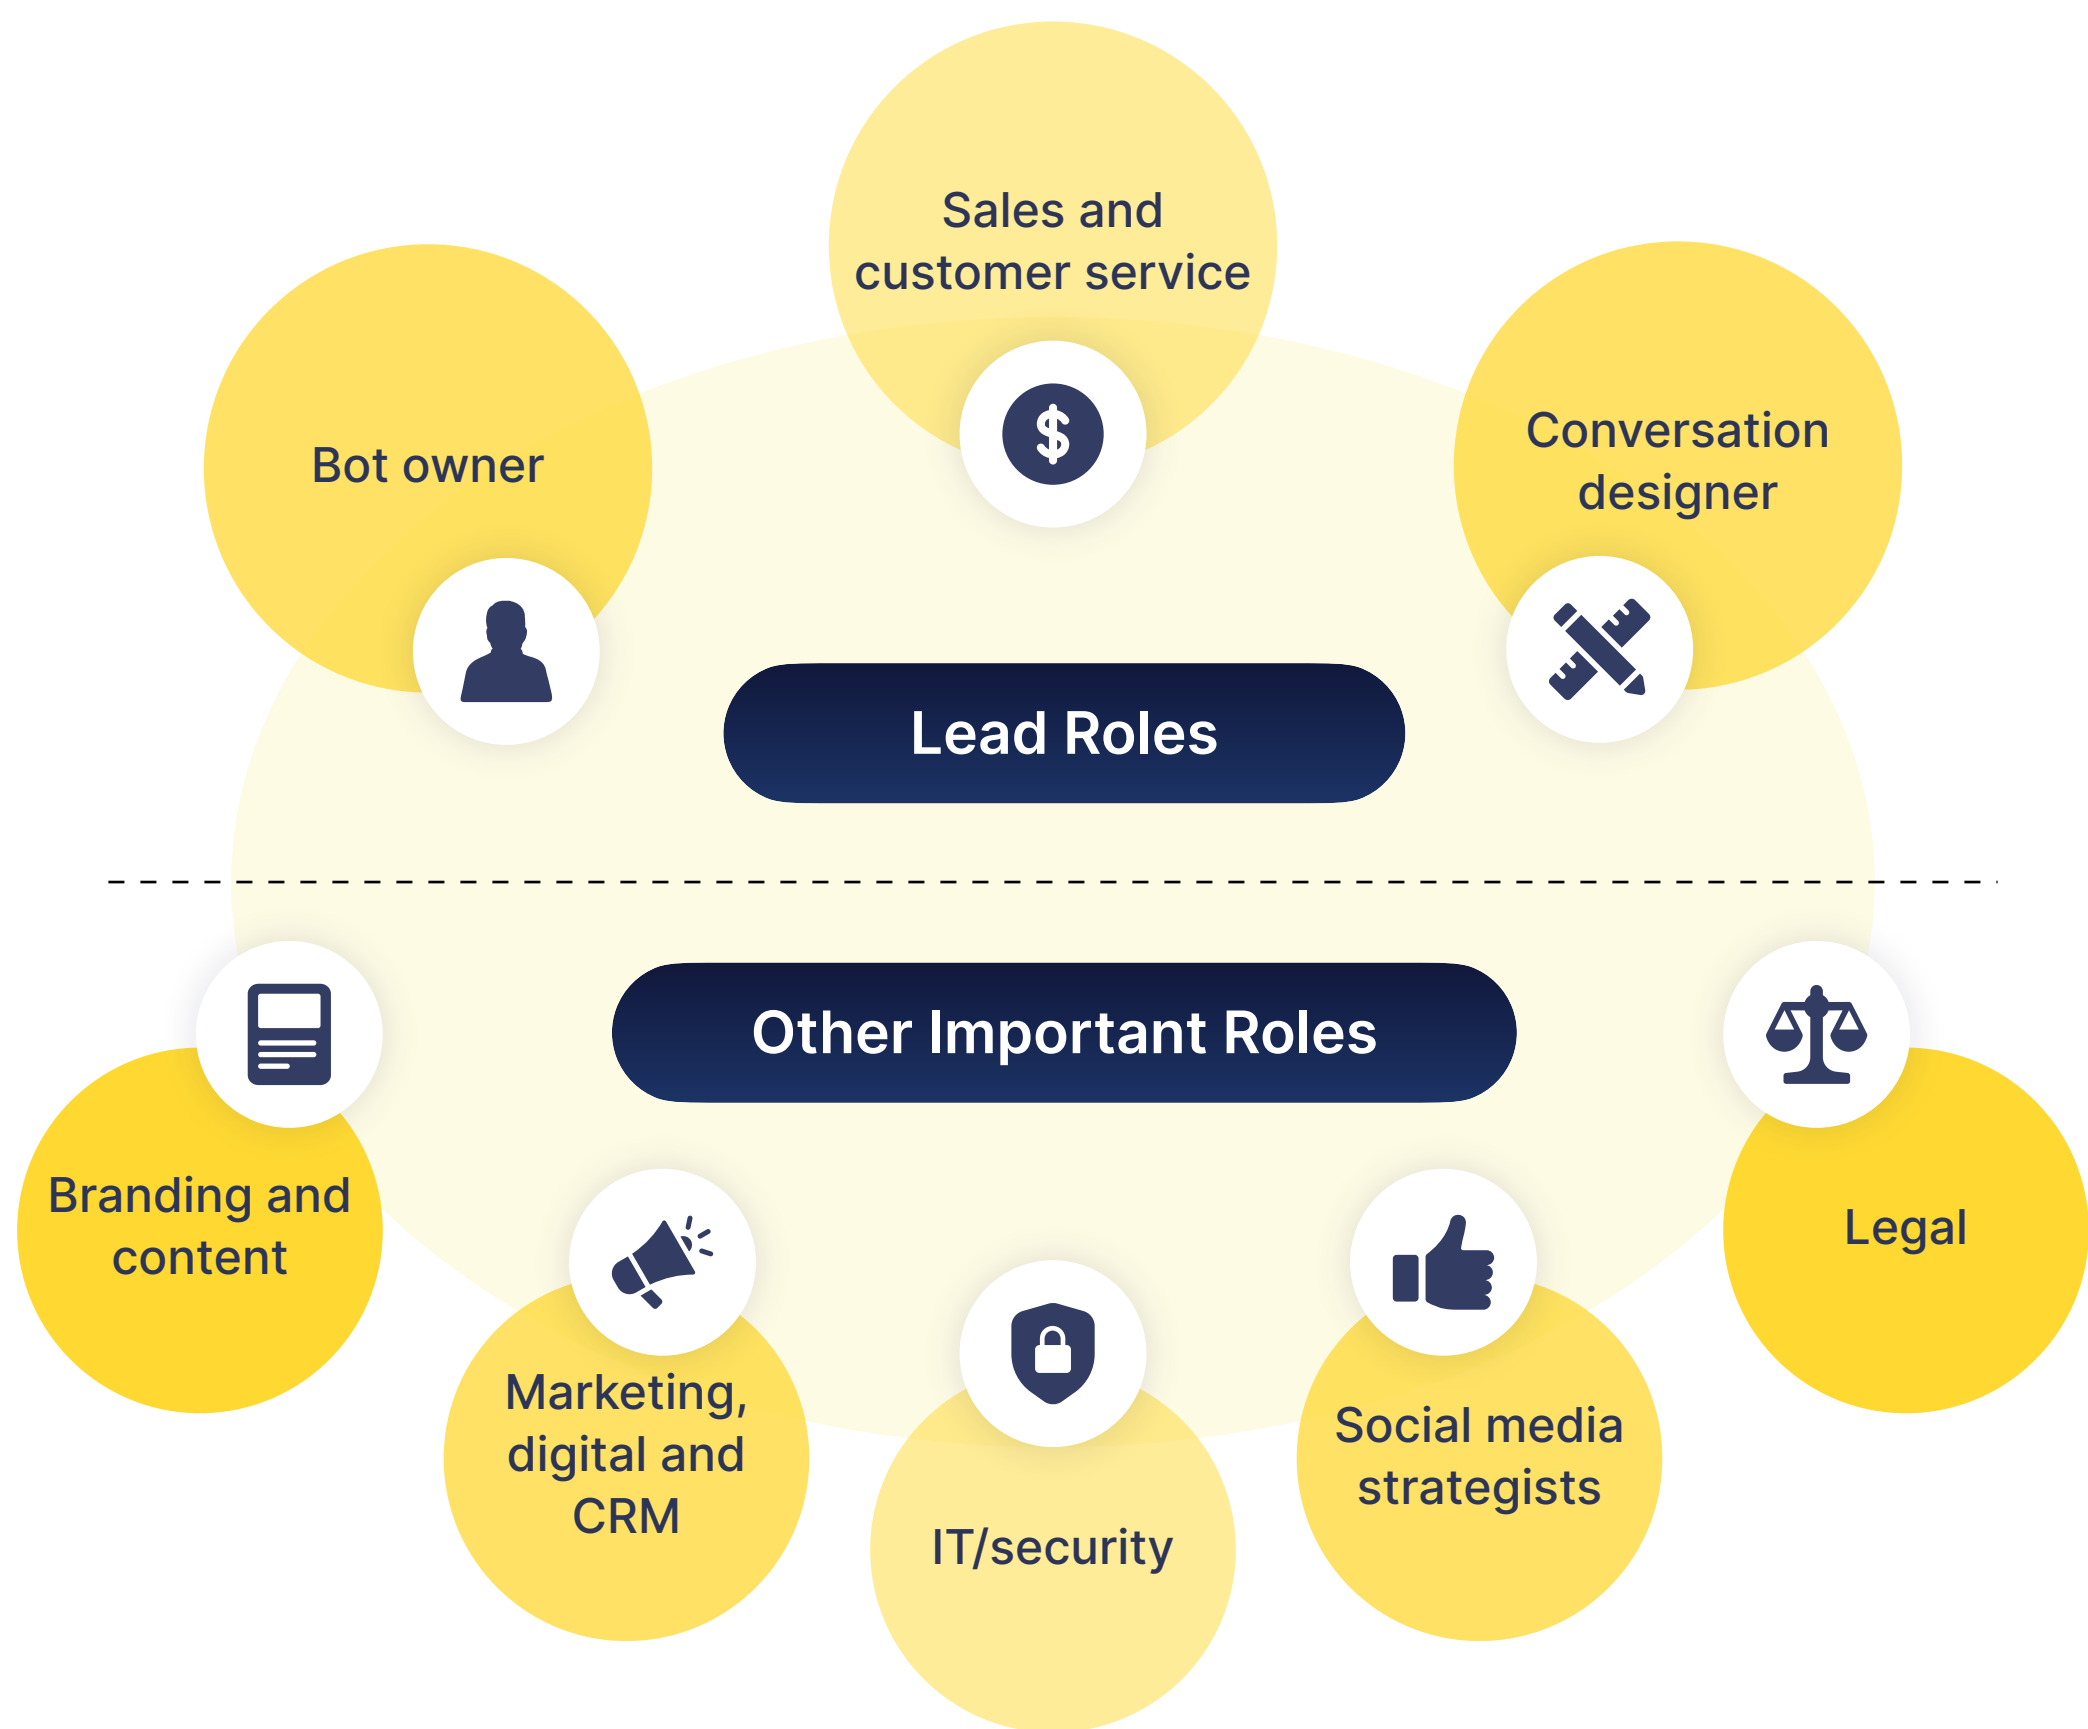 Sales and
customer service
Bot owner
Conversation
designer
$
Lead Roles
Other Important Roles
Branding and
content
Legal
Marketing,
digital and
CRM
Social media
strategists
IT/security